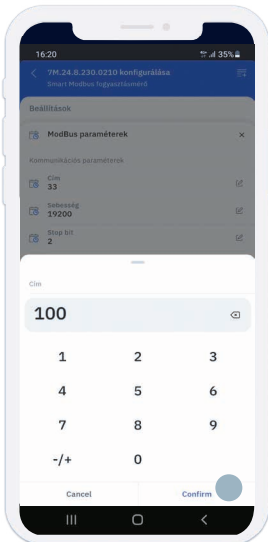 16:20
35%
7M.24.8.230.0210 konfigurálása
Smart Modbus fogyasztásmérő
Beállítások
ModBus paraméterek
Kommunikációs paraméterek
Cím
33
Sebesség
19200
Stop bit
2
Cím
100
1 2 3
4 5 6
7 8 9
-/+ 0
Cancel Confirm